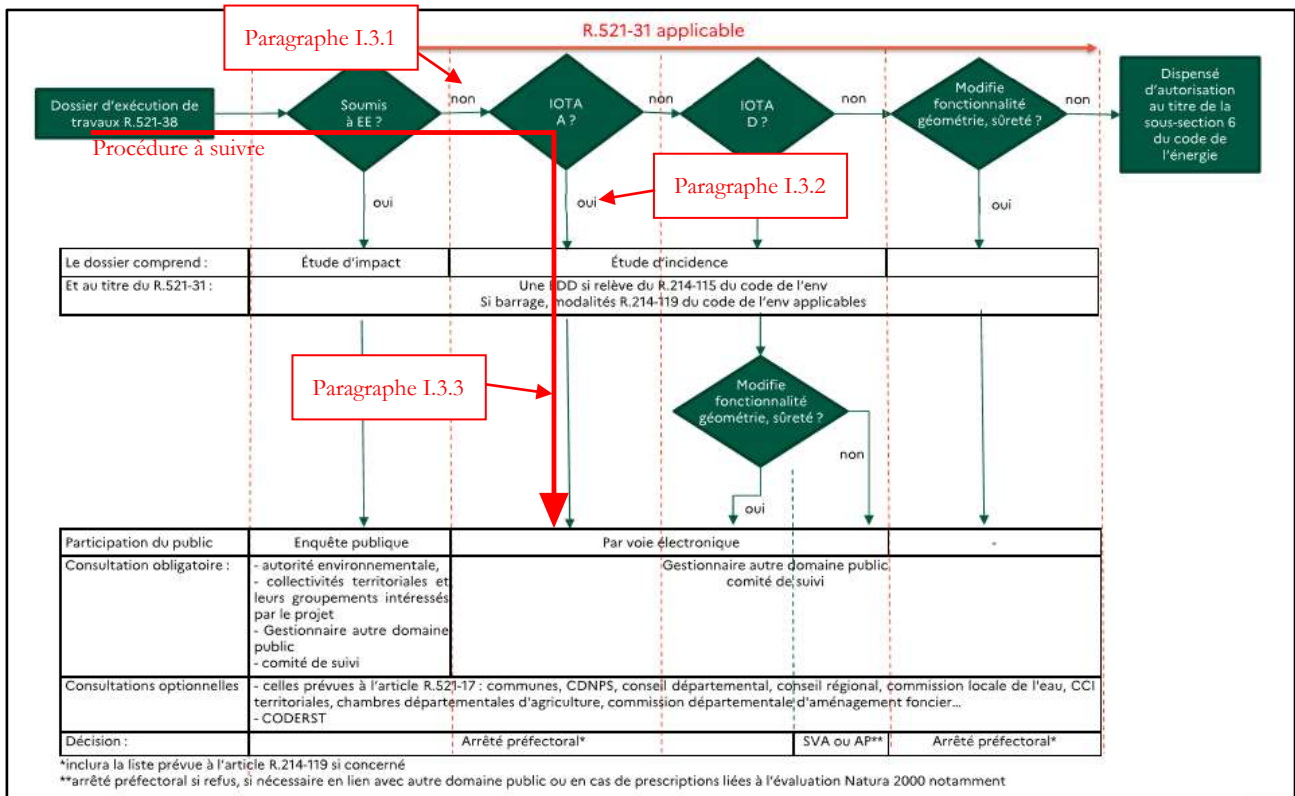 Paragraphe I.3.1
R.521-31 applicable
Dossier d'exécution de
travaux R.521-38
Procédure à suivre
Soumis
à EE ?
non
IOTA
A ?
non
IOTA
D ?
non
Modifie
fonctionnalité
géométrie, sûreté ?
non
Dispensé
d'autorisation
au titre de la
sous-section 6
du code de
l'énergie
oui
oui
Paragraphe I.3.2
oui
Le dossier comprend :
Étude d'impact
Étude d'incidence
Et au titre du R.521-31 :
Une EDD si relève du R.214-115 du code de l'env
Si barrage, modalités R.214-119 du code de l'env applicables
Paragraphe I.3.3
Modifie
fonctionnalité
géométrie, sûreté ?
non
oui
Participation du public
Enquête publique
Par voie électronique
-
Consultation obligatoire :
- autorité environnementale,
- collectivités territoriales et
leurs groupements intéressés
par le projet
- Gestionnaire autre domaine
public
- comité de suivi
Gestionnaire autre domaine public
comité de suivi
Consultations optionnelles
- celles prévues à l'article R.521-17 : communes, CDNPS, conseil départemental, conseil régional, commission locale de l'eau, CCI
territoriales, chambres départementales d'agriculture, commission départementale d'aménagement foncier...
- CODERST
Décision :
Arrêté préfectoral*
SVA ou AP**
Arrêté préfectoral*
*inclura la liste prévue à l'article R.214-119 si concerné
**arrêté préfectoral si refus, si nécessaire en lien avec autre domaine public ou en cas de prescriptions liées à l'évaluation Natura 2000 notamment